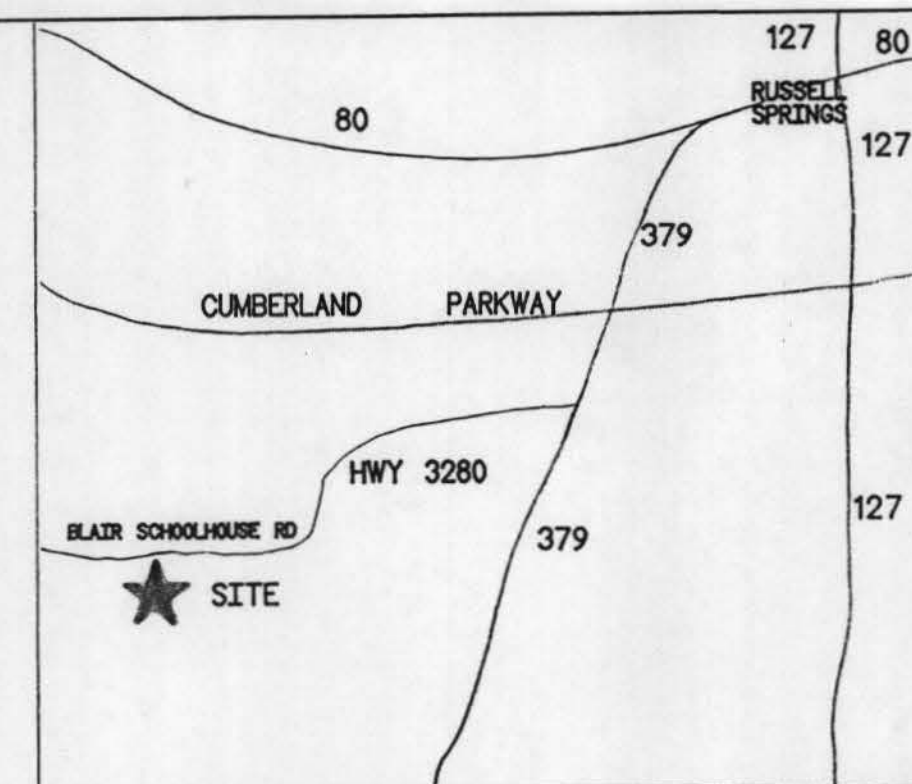 127
80
80
RUSSELL
SPRINGS
127
379
CUMBERLAND PARKWAY
HWY 3280
127
BLAIR SCHOOLHOUSE RD
379
SITE